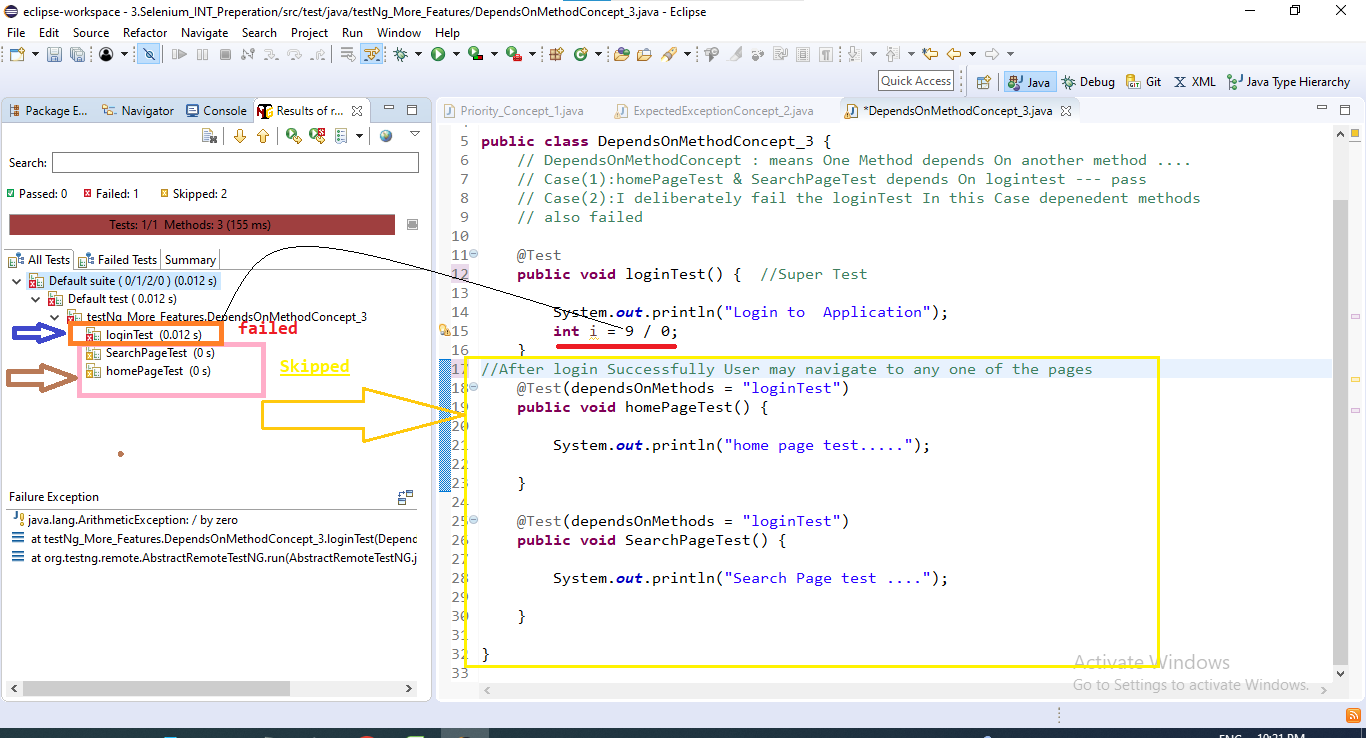 eclipse-workspace - 3.Selenium_INT_Preperation/src/test/java/testNg_More_Features/DependsOnMethodConcept_3.java - Eclipse
File Edit Source Refactor Navigate Search Project Run Window Help
Quick Access
Java Debug Git XML Java Type Hierarchy
Package E... Navigator Console Results of r...
Priority_Concept_1.java ExpectedExceptionConcept_2.java *DependsOnMethodConcept_3.java
Search:
Passed: 0 Failed: 1 Skipped: 2
Tests: 1/1 Methods: 3 (155 ms)
All Tests Failed Tests Summary
Default suite ( 0/1/2/0 ) (0.012 s)
Default test ( 0.012 s)
testNg_More_Features.DependsOnMethodConcept_3
loginTest (0.012 s)
failed
SearchPageTest (0 s)
homePageTest (0 s)
Skipped
Failure Exception
java.lang.ArithmeticException: / by zero
at testNg_More_Features.DependsOnMethodConcept_3.loginTest(Depenc
at org.testng.remote.AbstractRemoteTestNG.run(AbstractRemoteTestNG.j
5 public class DependsOnMethodConcept_3 {
6 // DependsOnMethodConcept : means One Method depends On another method ....
7 // Case(1):homePageTest & SearchPageTest depends On logintest --- pass
8 // Case(2):I deliberately fail the loginTest In this Case depenedent methods
9 // also failed
10
11 @Test
12 public void loginTest() { //Super Test
13
14 System.out.println("Login to  Application");
15 int i = 9 / 0;
16 }
17 //After login Successfully User may navigate to any one of the pages
18 @Test(dependsOnMethods = "loginTest")
19 public void homePageTest() {
20
21 System.out.println("home page test.....");
22
23 }
24
25 @Test(dependsOnMethods = "loginTest")
26 public void SearchPageTest() {
27
28 System.out.println("Search Page test ....");
29
30 }
31
32 }
33
Activate Windows
Go to Settings to activate Windows.
ENG 10:21 PM